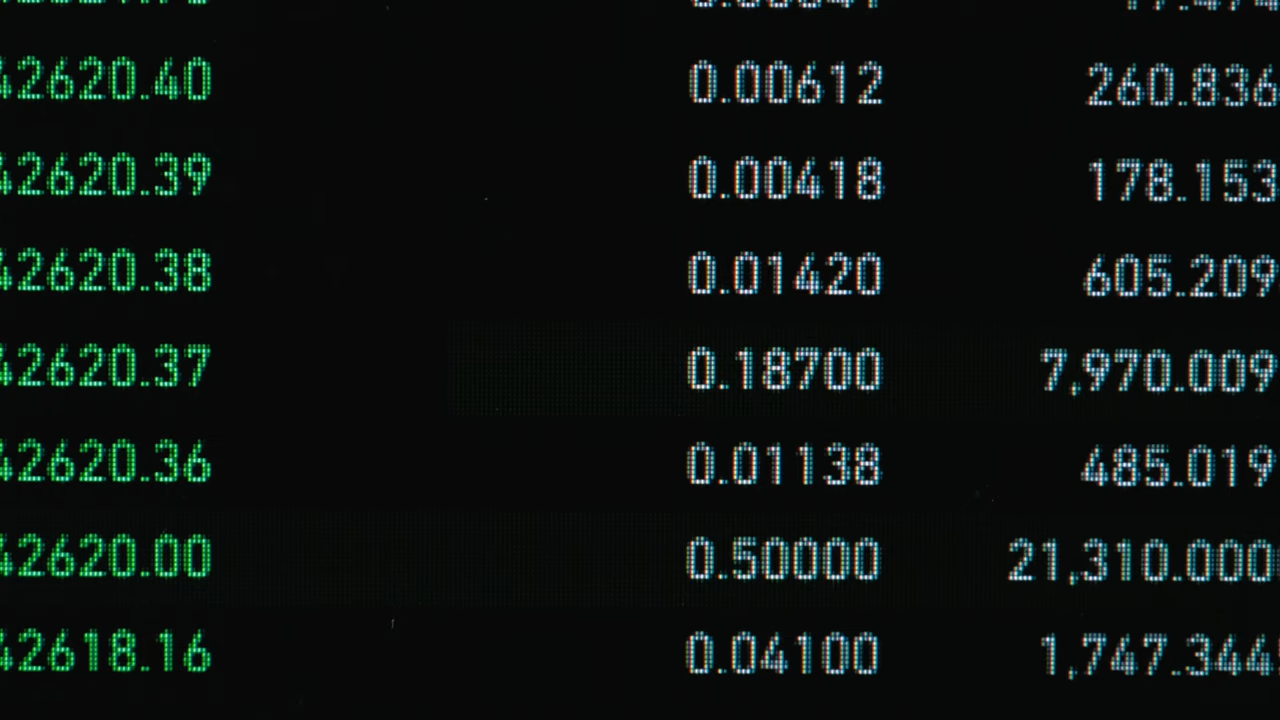 42620.40 0.00612 260.836
42620.39 0.00418 178.153
42620.38 0.01420 605.209
42620.37 0.18700 7,970.009
42620.36 0.01138 485.019
42620.00 0.50000 21,310.000
42618.16 0.04100 1,747.344